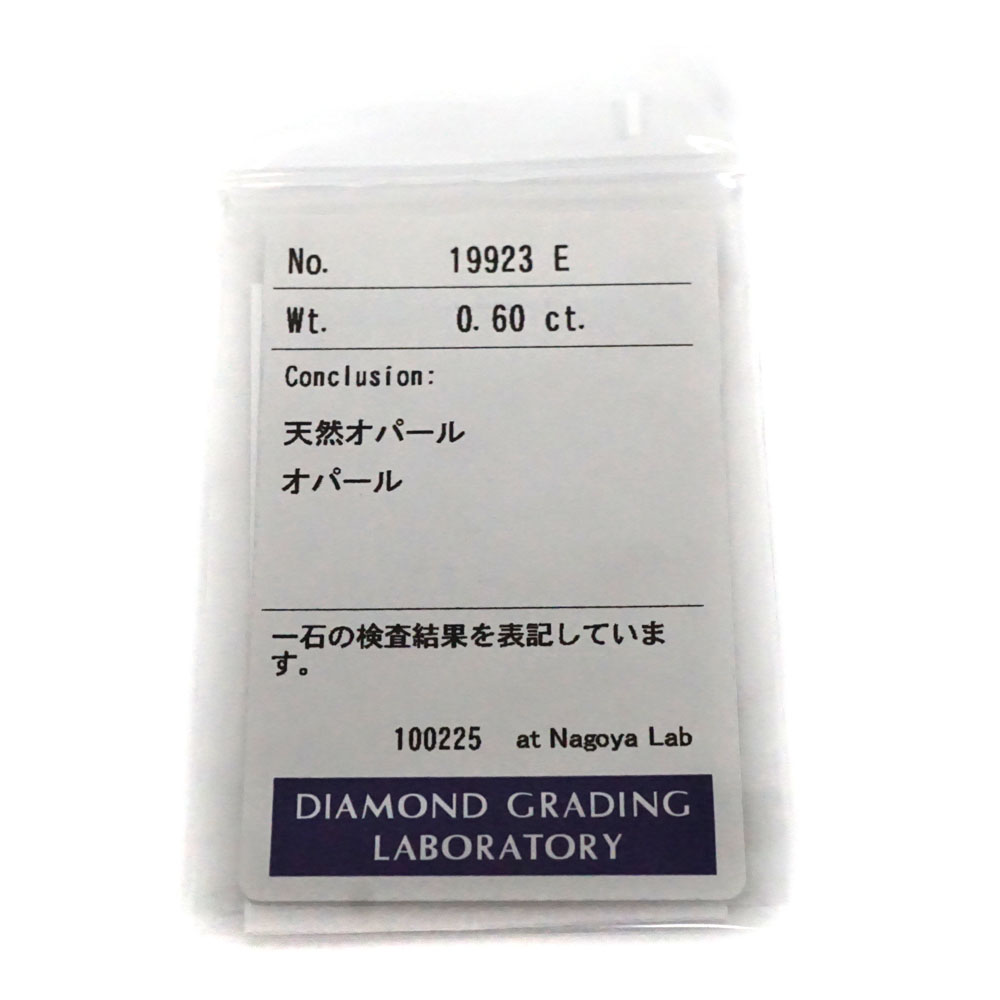 No. 19923 E
Wt. 0.60 ct.
Conclusion:
天然オパール
オパール
一石の検査結果を表記していま
す。
100225 at Nagoya Lab
DIAMOND GRADING
LABORATORY